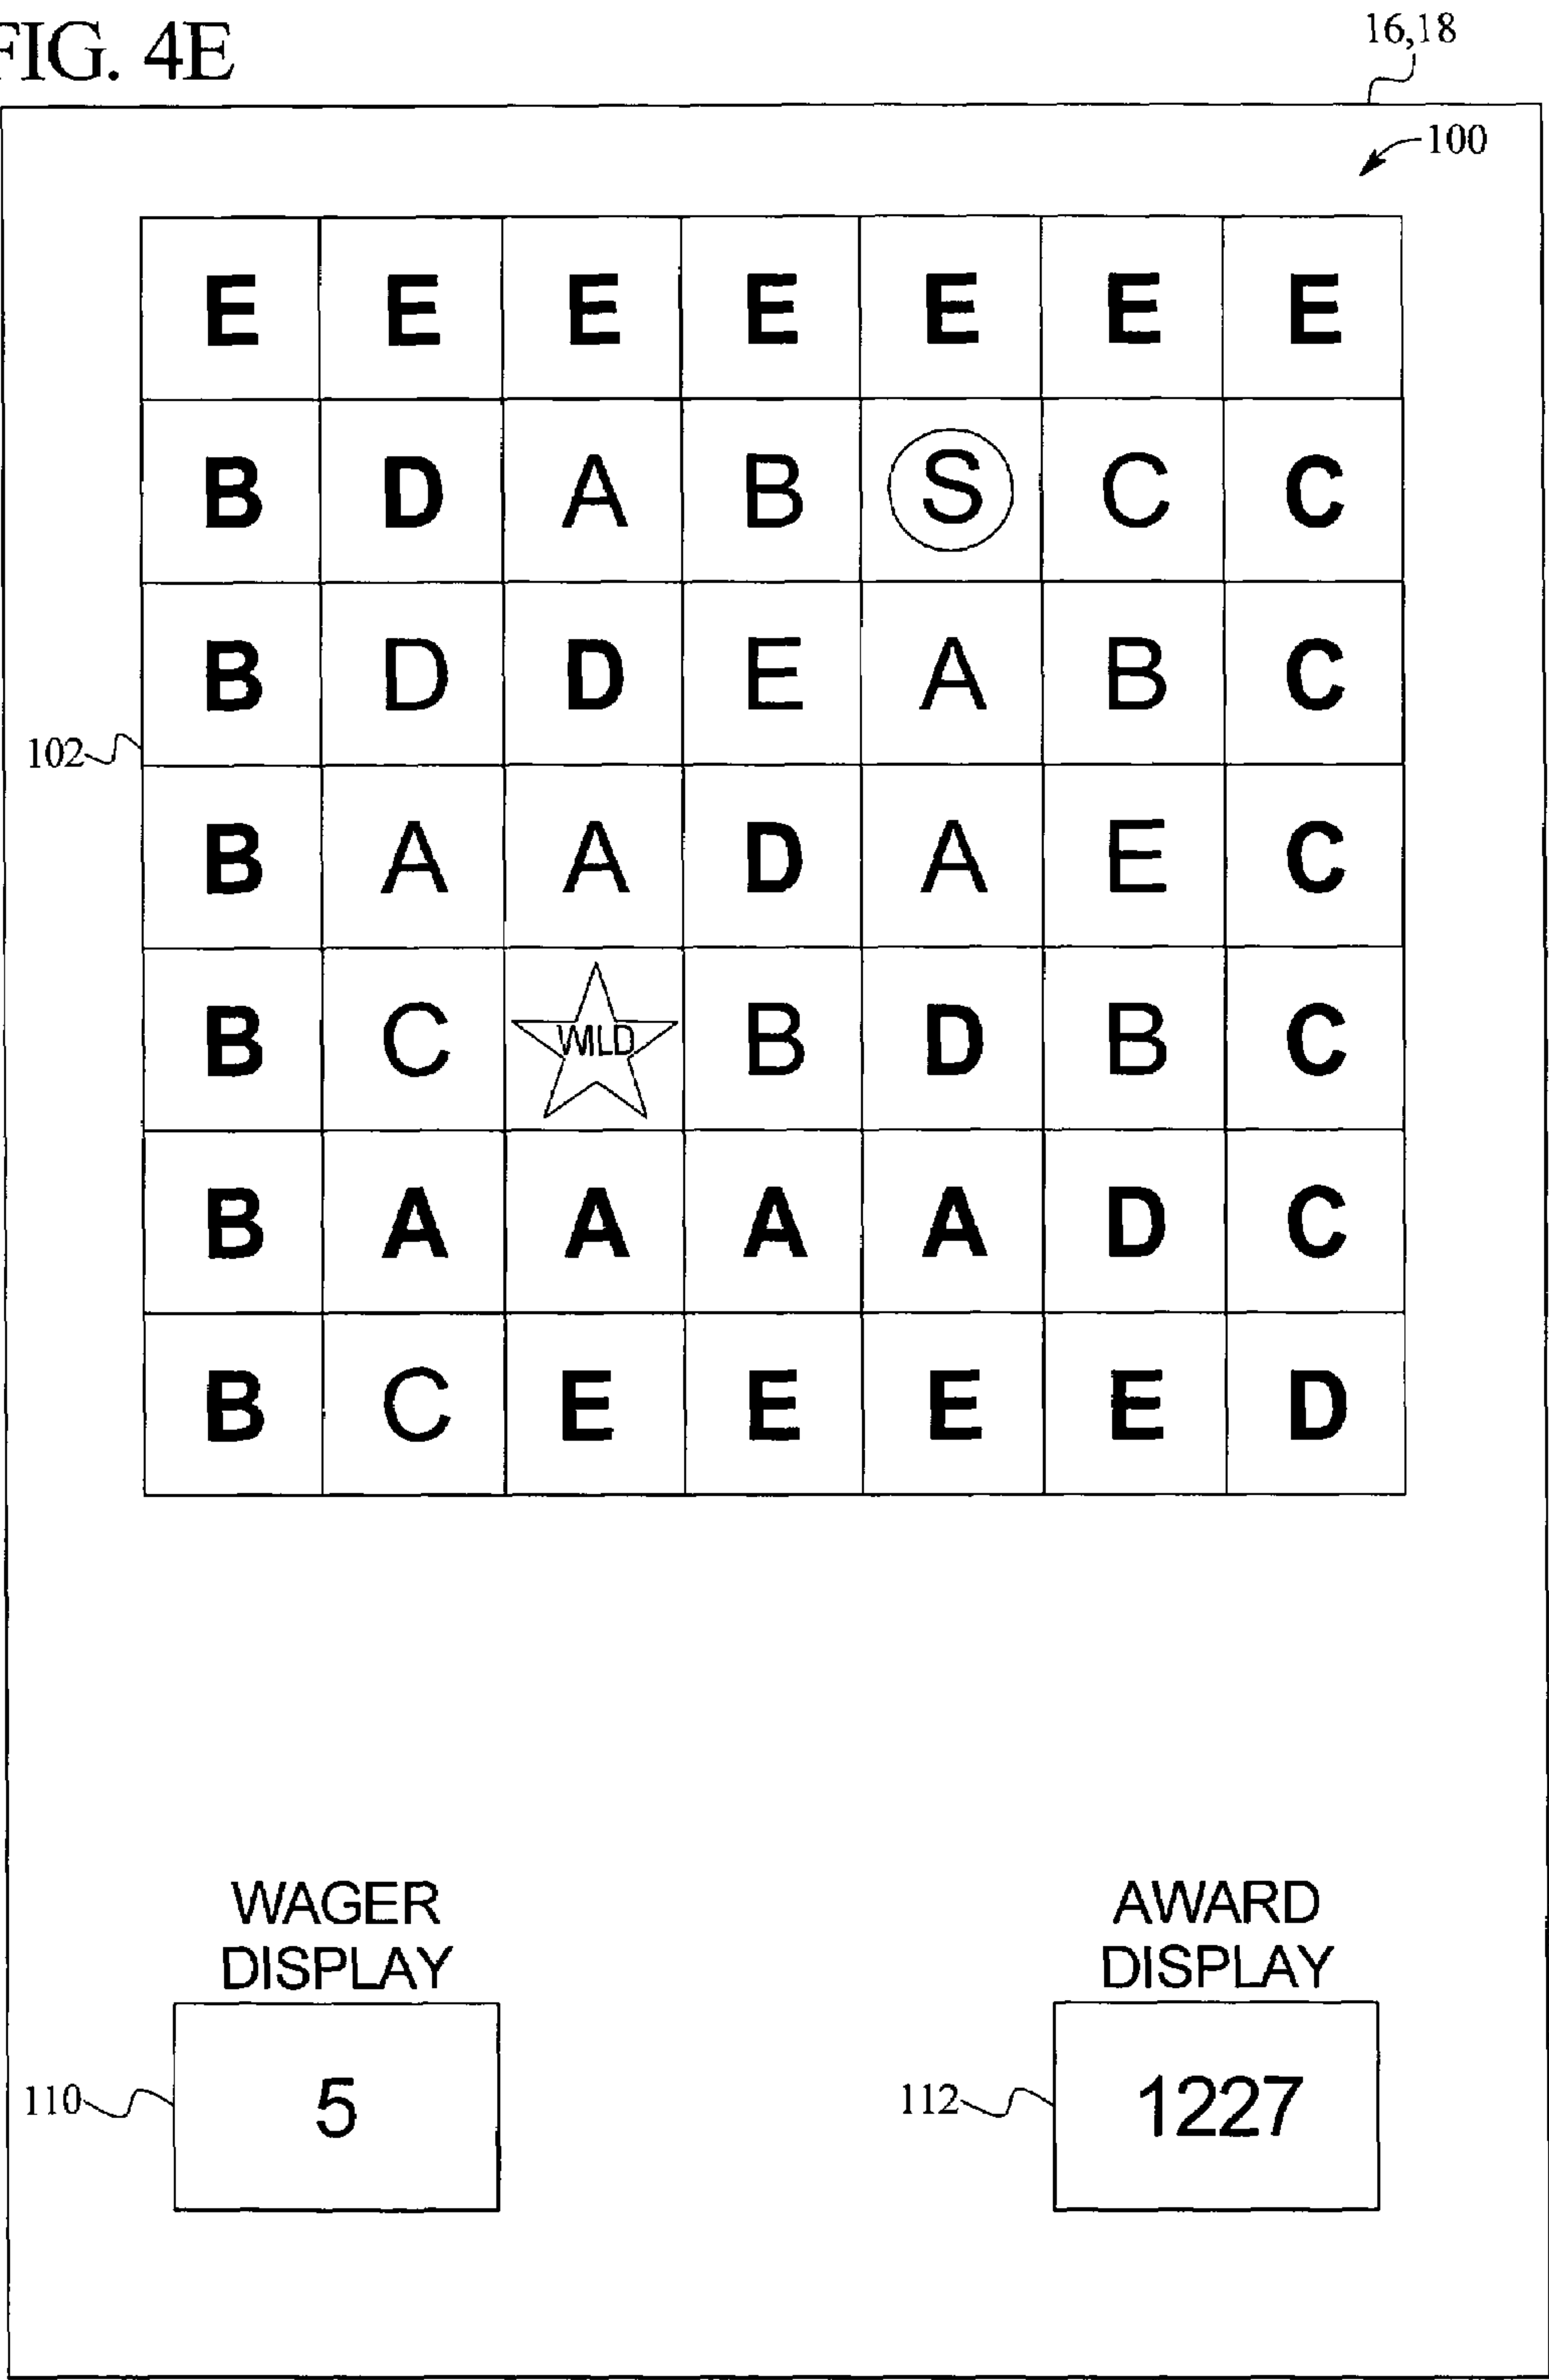 FIG. 4E
16,18
100
E E E E E E E
B D A B S C C
B D D E A B C
102
B A A D A E C
B C WILD B D B C
B A A A A D C
B C E E E E D
WAGER DISPLAY
AWARD DISPLAY
110 5
112 1227